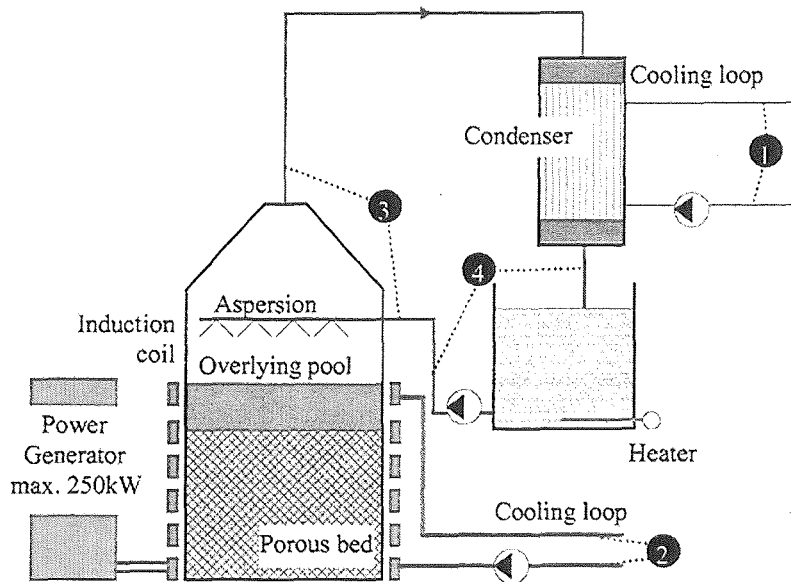 Cooling loop
Condenser
1
3
4
Aspersion
Induction
coil
Overlying pool
Power
Generator
max. 250kW
Heater
Cooling loop
Porous bed
2